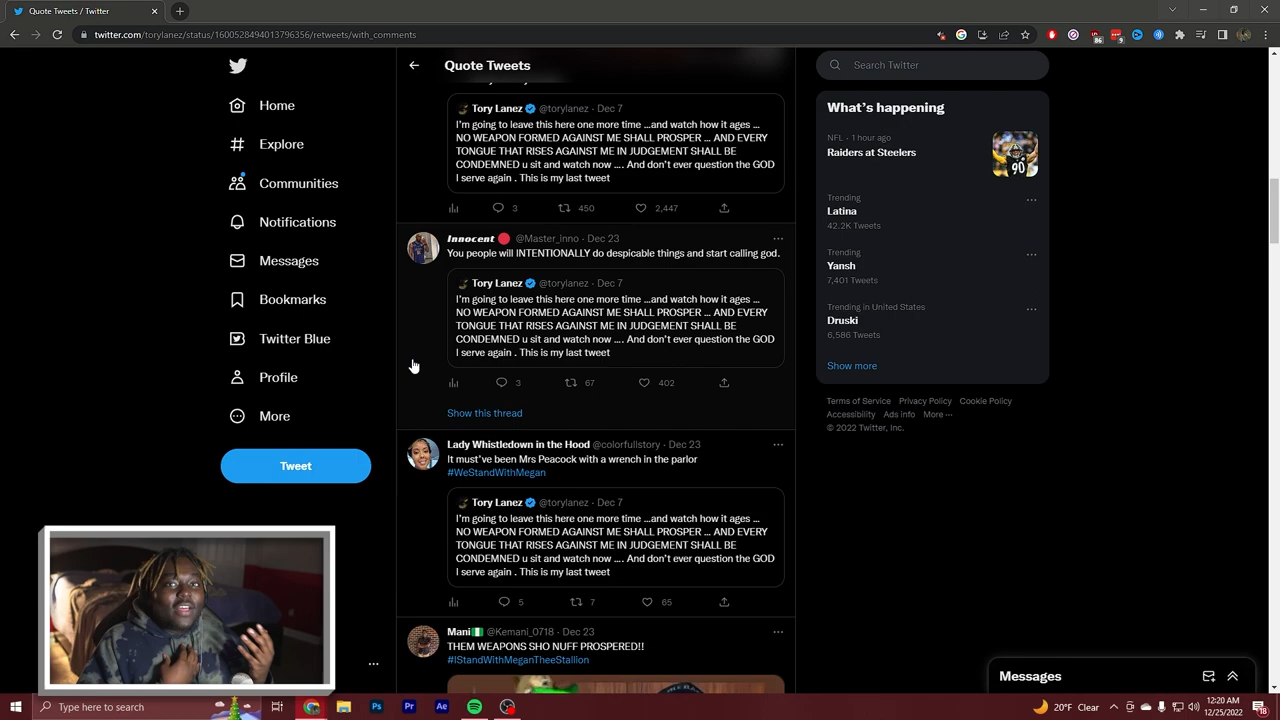 Quote Tweets / Twitter
twitter.com/torylanez/status/1600528494013796356/retweets/with_comments
86
9
Home
Explore
Communities
Notifications
Messages
Bookmarks
Twitter Blue
Profile
More
Tweet
Quote Tweets
Tory Lanez @torylanez · Dec 7
I'm going to leave this here one more time ...and watch how it ages ...
NO WEAPON FORMED AGAINST ME SHALL PROSPER ... AND EVERY
TONGUE THAT RISES AGAINST ME IN JUDGEMENT SHALL BE
CONDEMNED u sit and watch now .... And don't ever question the GOD
I serve again . This is my last tweet
3 450 2,447
Innocent @Master_inno · Dec 23
You people will INTENTIONALLY do despicable things and start calling god.
Tory Lanez @torylanez · Dec 7
I'm going to leave this here one more time ...and watch how it ages ...
NO WEAPON FORMED AGAINST ME SHALL PROSPER ... AND EVERY
TONGUE THAT RISES AGAINST ME IN JUDGEMENT SHALL BE
CONDEMNED u sit and watch now .... And don't ever question the GOD
I serve again . This is my last tweet
3 67 402
Show this thread
Lady Whistledown in the Hood @colorfullstory · Dec 23
It must've been Mrs Peacock with a wrench in the parlor
#WeStandWithMegan
Tory Lanez @torylanez · Dec 7
I'm going to leave this here one more time ...and watch how it ages ...
NO WEAPON FORMED AGAINST ME SHALL PROSPER ... AND EVERY
TONGUE THAT RISES AGAINST ME IN JUDGEMENT SHALL BE
CONDEMNED u sit and watch now .... And don't ever question the GOD
I serve again . This is my last tweet
5 7 65
Mani @Kemani_0718 · Dec 23
THEM WEAPONS SHO NUFF PROSPERED!!
#IStandWithMeganTheeStallion
Search Twitter
What's happening
NFL · 1 hour ago
Raiders at Steelers
90
Trending
Latina
42.2K Tweets
Trending
Yansh
7,401 Tweets
Trending in United States
Druski
6,586 Tweets
Show more
Terms of Service Privacy Policy Cookie Policy
Accessibility Ads info More ...
© 2022 Twitter, Inc.
Messages
Type here to search
Ps
Pr
Ae
20°F Clear
12:20 AM
12/25/2022
18